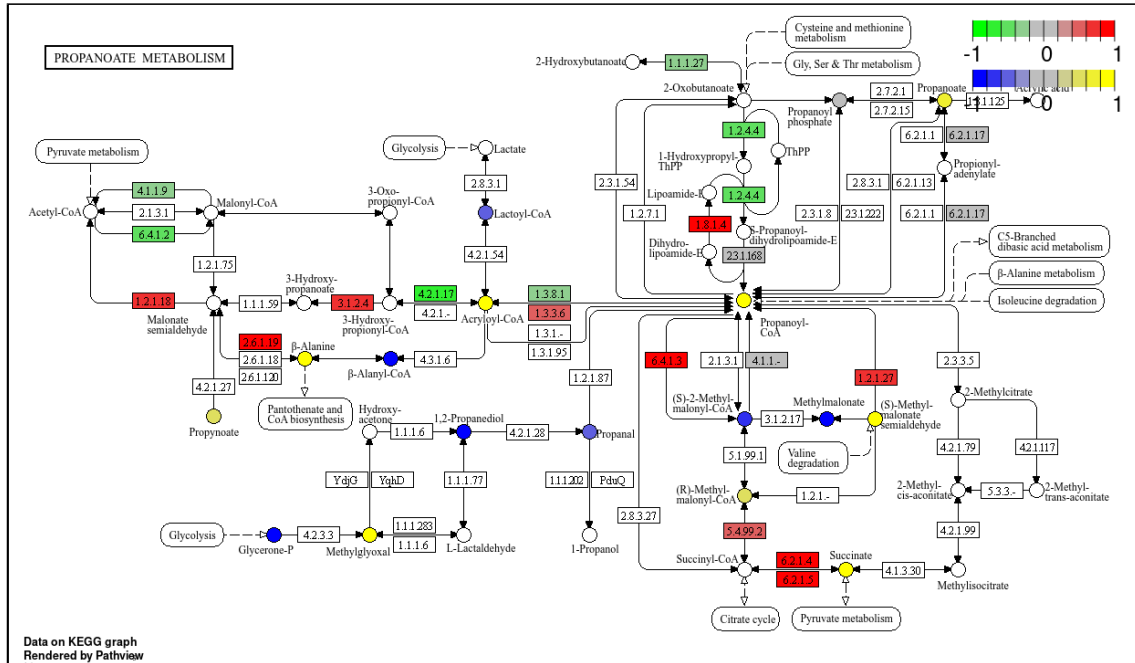 PROPANOATE METABOLISM
-1 0 1
-1 0 1
Cysteine and methionine
metabolism
Gly, Ser & Thr metabolism
2-Hydroxybutanoate
1.1.1.27
2-Oxobutanoate
Propanoyl
phosphate
2.7.2.1
2.7.2.15
Propanoate
Acrylic acid
6.2.1.1
6.2.1.17
Propionyl-
adenylate
6.2.1.1
6.2.1.17
1.2.4.4
1-Hydroxypropyl-
ThPP
ThPP
1.2.4.4
1.8.1.4
S-Propanoyl-
dihydrolipoamide-E
Dihydro-
lipoamide-E
2.3.1.168
2.3.1.54
1.2.7.1
2.3.1.8
2.3.1.222
2.8.3.1
6.2.1.13
C5-Branched
dibasic acid metabolism
β-Alanine metabolism
Isoleucine degradation
Propanoyl-
CoA
Pyruvate metabolism
Acetyl-CoA
4.1.1.9
2.1.3.1
6.4.1.2
Malonyl-CoA
3-Oxo-
propionyl-CoA
Glycolysis
Lactate
2.8.3.1
Lactoyl-CoA
4.2.1.54
1.2.1.75
3-Hydroxy-
propanoate
1.2.1.18
Malonate
semialdehyde
1.1.1.59
3.1.2.4
3-Hydroxy-
propionyl-CoA
4.2.1.17
4.2.1.-
Acryloyl-CoA
1.3.8.1
1.3.3.6
1.3.1.-
1.3.1.95
2.6.1.19
2.6.1.18
2.6.1.120
β-Alanine
4.3.1.6
β-Alanyl-CoA
4.2.1.27
Propynoate
Pantothenate and
CoA biosynthesis
1.2.1.87
Hydroxy-
acetone
1.1.1.6
1,2-Propanediol
4.2.1.28
Propanal
YdjG
YqhD
1.1.1.77
1.1.1.202
PduQ
Glycolysis
Glycerone-P
4.2.3.3
Methylglyoxal
1.1.1.283
1.1.1.6
L-Lactaldehyde
1-Propanol
2.8.3.27
6.4.1.3
2.1.3.1
4.1.1.-
1.2.1.27
(S)-2-Methyl-
malonyl-CoA
3.1.2.17
Methylmalonate
(S)-Methyl-
malonate
semialdehyde
Valine
degradation
5.1.99.1
(R)-Methyl-
malonyl-CoA
1.2.1.-
5.4.99.2
Succinyl-CoA
6.2.1.4
6.2.1.5
Succinate
4.1.3.30
Methylisocitrate
Citrate cycle
Pyruvate metabolism
2.3.3.5
2-Methylcitrate
4.2.1.79
4.2.1.117
2-Methyl-
cis-aconitate
5.3.3.-
2-Methyl-
trans-aconitate
4.2.1.99
Data on KEGG graph
Rendered by Pathview